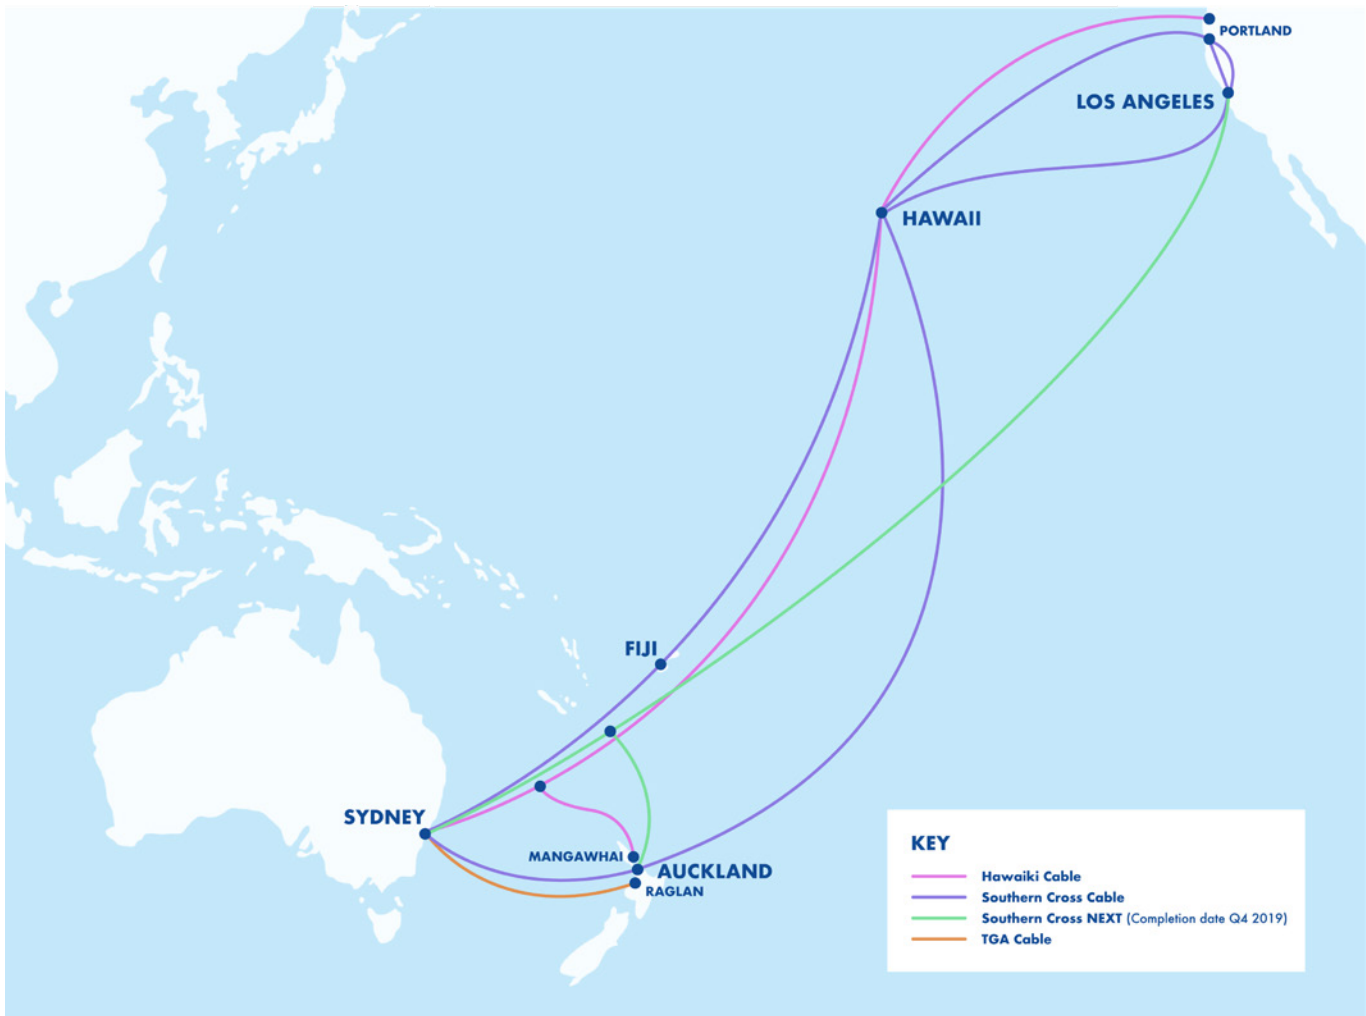 PORTLAND
LOS ANGELES
HAWAII
FIJI
SYDNEY
MANGAWHAI
AUCKLAND
RAGLAN
KEY
Hawaiki Cable
Southern Cross Cable
Southern Cross NEXT (Completion date Q4 2019)
TGA Cable